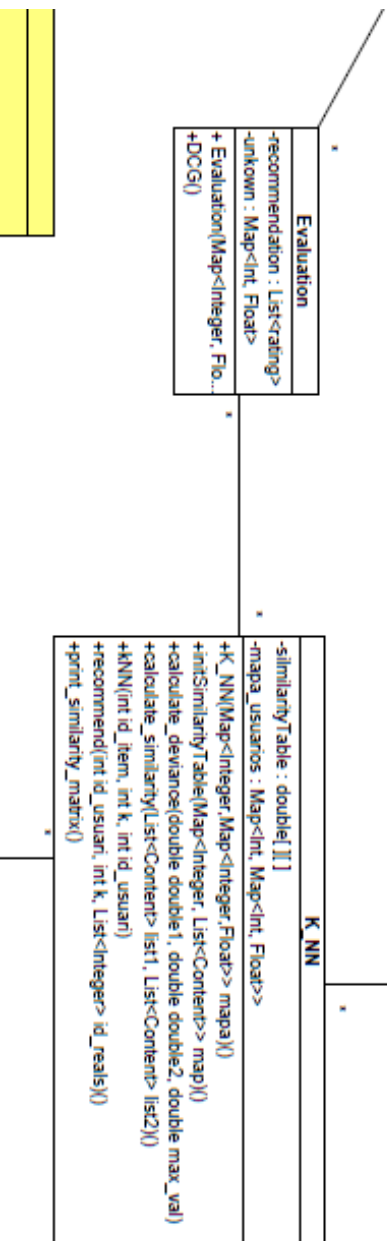 *
Evaluation
-recommendation : List<rating>
-unkown : Map<Int, Float>
+ Evaluation(Map<Integer, Flo...
+DCG()
*
*
K_NN
-silmilarityTable : double[ ][ ]
-mapa_usuarios : Map<Int, Map<Int, Float>>
+K_NN(Map<Integer,Map<Integer,Float>> mapa)()
+initSimilarityTable(Map<Integer, List<Content>> map)()
+calculate_deviance(double double1, double double2, double max_val)
+calculate_similarity(List<Content> list1, List<Content> list2)()
+kNN(int id_item, int k, int id_usuari)
+recommend(int id_usuari, int k, List<Integer> id_reals)()
+print_similarity_matrix()
*
*